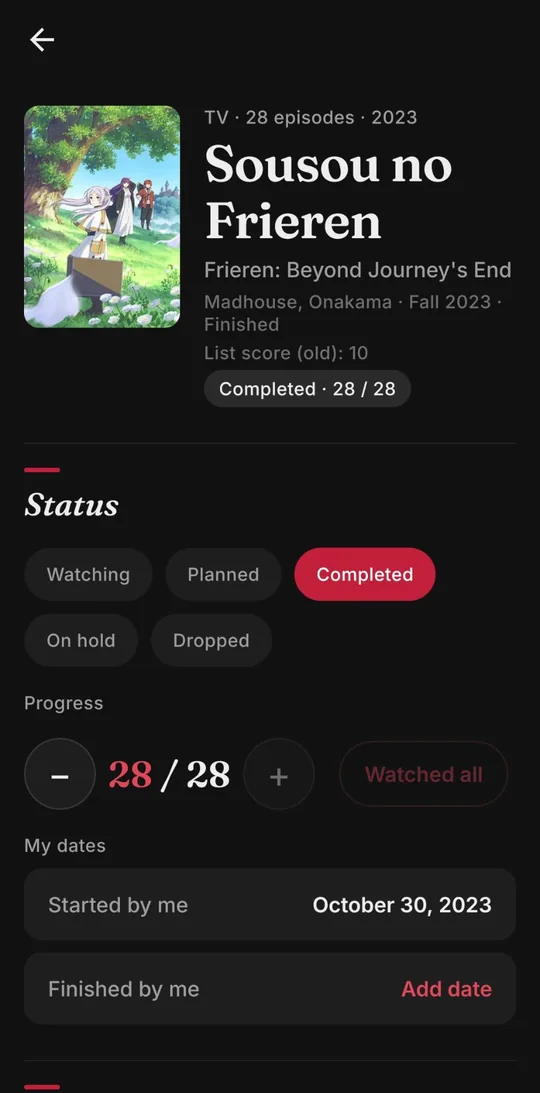 TV · 28 episodes · 2023
Sousou no
Frieren
Frieren: Beyond Journey's End
Madhouse, Onakama · Fall 2023 ·
Finished
List score (old): 10
Completed · 28 / 28
Status
Watching
Planned
Completed
On hold
Dropped
Progress
– 28 / 28 + Watched all
My dates
Started by me October 30, 2023
Finished by me Add date